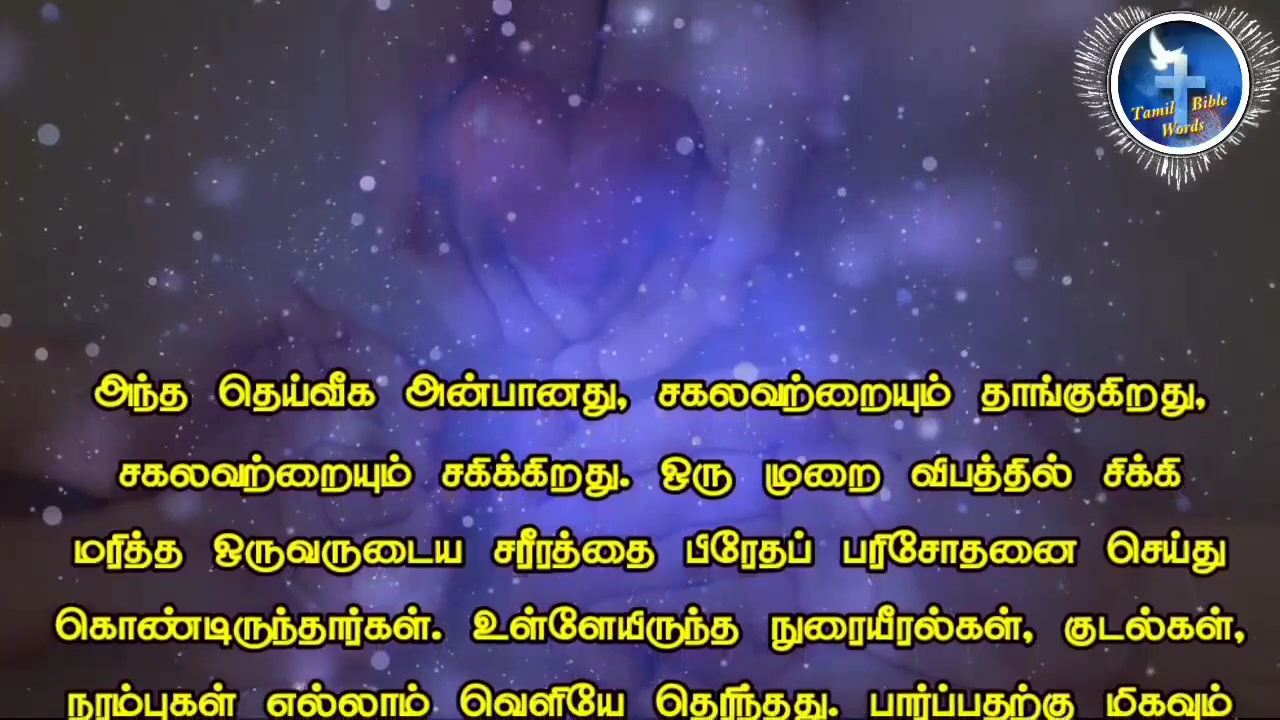 Tamil Bible
Words
அந்த தெய்வீக அன்பானது, சகலவற்றையும் தாங்குகிறது,
சகலவற்றையும் சகிக்கிறது. ஒரு முறை விபத்தில் சிக்கி
மரித்த ஒருவருடைய சரீரத்தை பிரேதப் பரிசோதனை செய்து
கொண்டிருந்தார்கள். உள்ளேயிருந்த நுரையீரல்கள், குடல்கள்,
நரம்புகள் எல்லாம் வெளியே தெரிந்தது. பார்ப்பதற்கு மிகவும்